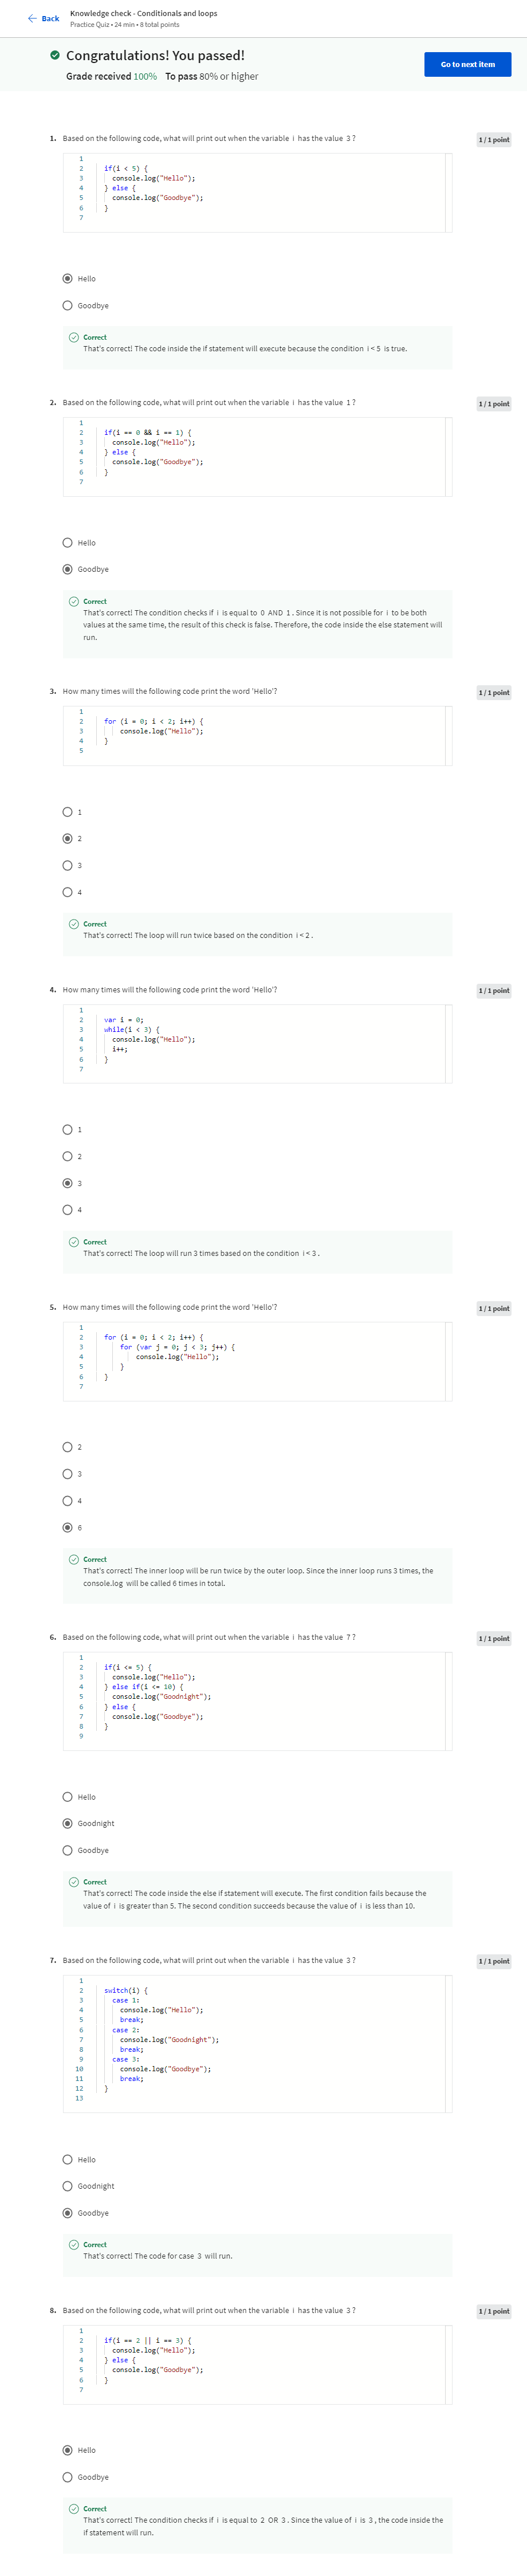 Back
Knowledge check - Conditionals and loops
Practice Quiz • 24 min • 8 total points
Congratulations! You passed!
Grade received 100% To pass 80% or higher
Go to next item
1. Based on the following code, what will print out when the variable i has the value 3?
1 / 1 point
1
2 if(i < 5) {
3 console.log("Hello");
4 } else {
5 console.log("Goodbye");
6 }
7
Hello
Goodbye
Correct
That's correct! The code inside the if statement will execute because the condition i < 5 is true.
2. Based on the following code, what will print out when the variable i has the value 1?
1 / 1 point
1
2 if(i == 0 && i == 1) {
3 console.log("Hello");
4 } else {
5 console.log("Goodbye");
6 }
7
Hello
Goodbye
Correct
That's correct! The condition checks if i is equal to 0 AND 1. Since it is not possible for i to be both
values at the same time, the result of this check is false. Therefore, the code inside the else statement will
run.
3. How many times will the following code print the word 'Hello'?
1 / 1 point
1
2 for (i = 0; i < 2; i++) {
3 console.log("Hello");
4 }
5
1
2
3
4
Correct
That's correct! The loop will run twice based on the condition i < 2.
4. How many times will the following code print the word 'Hello'?
1 / 1 point
1
2 var i = 0;
3 while(i < 3) {
4 console.log("Hello");
5 i++;
6 }
7
1
2
3
4
Correct
That's correct! The loop will run 3 times based on the condition i < 3.
5. How many times will the following code print the word 'Hello'?
1 / 1 point
1
2 for (i = 0; i < 2; i++) {
3 for (var j = 0; j < 3; j++) {
4 console.log("Hello");
5 }
6 }
7
2
3
4
6
Correct
That's correct! The inner loop will be run twice by the outer loop. Since the inner loop runs 3 times, the
console.log will be called 6 times in total.
6. Based on the following code, what will print out when the variable i has the value 7?
1 / 1 point
1
2 if(i <= 5) {
3 console.log("Hello");
4 } else if(i <= 10) {
5 console.log("Goodnight");
6 } else {
7 console.log("Goodbye");
8 }
9
Hello
Goodnight
Goodbye
Correct
That's correct! The code inside the else if statement will execute. The first condition fails because the
value of i is greater than 5. The second condition succeeds because the value of i is less than 10.
7. Based on the following code, what will print out when the variable i has the value 3?
1 / 1 point
1
2 switch(i) {
3 case 1:
4 console.log("Hello");
5 break;
6 case 2:
7 console.log("Goodnight");
8 break;
9 case 3:
10 console.log("Goodbye");
11 break;
12 }
13
Hello
Goodnight
Goodbye
Correct
That's correct! The code for case 3 will run.
8. Based on the following code, what will print out when the variable i has the value 3?
1 / 1 point
1
2 if(i == 2 || i == 3) {
3 console.log("Hello");
4 } else {
5 console.log("Goodbye");
6 }
7
Hello
Goodbye
Correct
That's correct! The condition checks if i is equal to 2 OR 3. Since the value of i is 3, the code inside the
if statement will run.